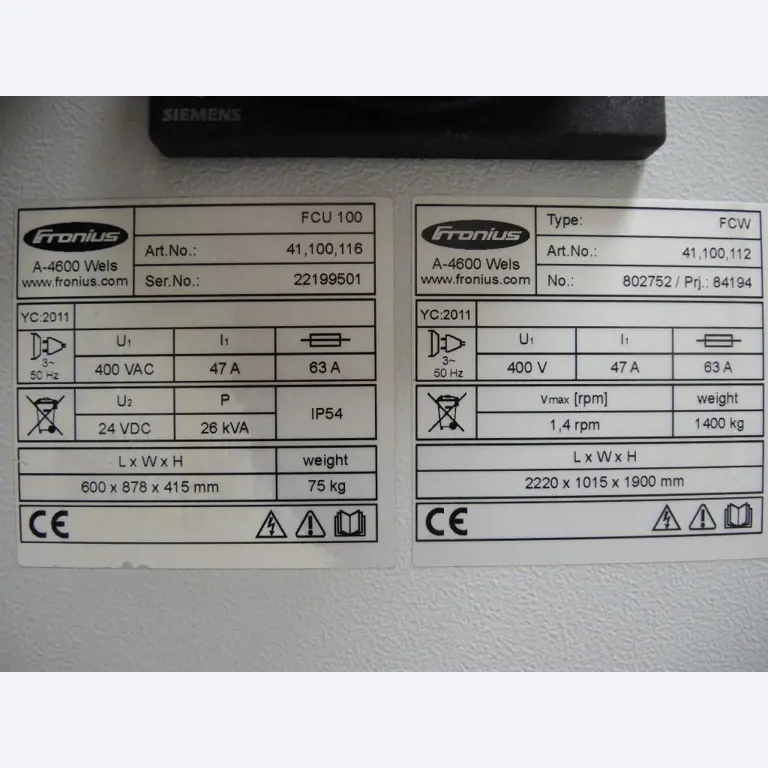 SIEMENS
Fronius
A-4600 Wels
www.fronius.com
FCU 100
Art.No.: 41,100,116
Ser.No.: 22199501
YC:2011
3~
50 Hz
U1 I1
400 VAC 47 A 63 A
U2 P IP54
24 VDC 26 kVA
L x W x H weight
600 x 878 x 415 mm 75 kg
CE
Fronius
A-4600 Wels
www.fronius.com
Type: FCW
Art.No.: 41,100,112
No.: 802752 / Prj.: 84194
YC:2011
3~
50 Hz
U1 I1
400 V 47 A 63 A
vmax [rpm] weight
1,4 rpm 1400 kg
L x W x H
2220 x 1015 x 1900 mm
CE